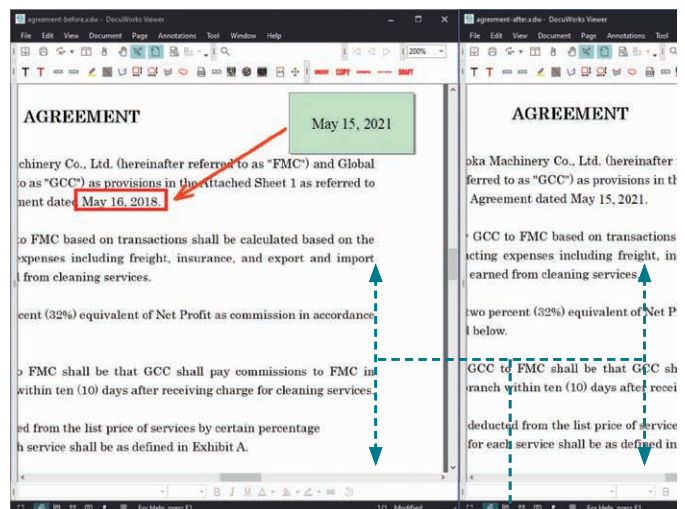 agreement-before.xdw - DocuWorks Viewer
File Edit View Document Page Annotations Tool Window Help
200%
COPY
DRAFT
AGREEMENT
May 15, 2021
chinery Co., Ltd. (hereinafter referred to as "FMC") and Global
to as "GCC") as provisions in the Attached Sheet 1 as referred to
ment dated May 16, 2018.
to FMC based on transactions shall be calculated based on the
expenses including freight, insurance, and export and import
from cleaning services.
cent (32%) equivalent of Net Profit as commission in accordance
FMC shall be that GCC shall pay commissions to FMC in
within ten (10) days after receiving charge for cleaning services.
ed from the list price of services by certain percentage
h service shall be as defined in Exhibit A.
For Help, press F1
1/1 Modified
agreement-after.xdw - DocuWorks Viewer
File Edit View Document Page Annotations Tool
AGREEMENT
oka Machinery Co., Ltd. (hereinafter
ferred to as "GCC") as provisions in th
Agreement dated May 15, 2021.
GCC to FMC based on transactions
acting expenses including freight, in
earned from cleaning services.
two percent (32%) equivalent of Net P
below.
GCC to FMC shall be that GCC sh
ranch within ten (10) days after recei
deducted from the list price of service
for each service shall be as defined in
For Help, press F1